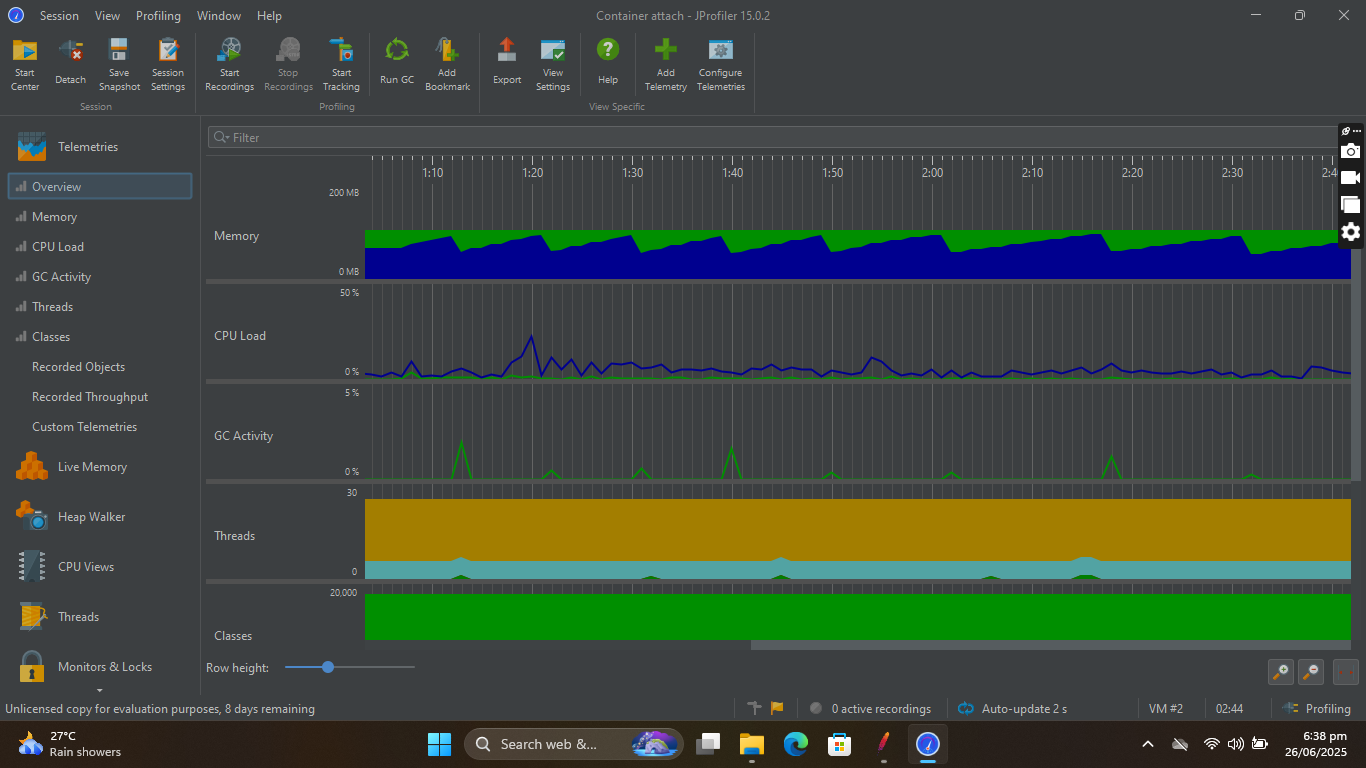 Session View Profiling Window Help
Container attach - JProfiler 15.0.2
Start Center
Detach
Save Snapshot
Session Settings
Start Recordings
Stop Recordings
Start Tracking
Run GC
Add Bookmark
Export
View Settings
Help
Add Telemetry
Configure Telemetries
Session
Profiling
View Specific
Telemetries
Overview
Memory
CPU Load
GC Activity
Threads
Classes
Recorded Objects
Recorded Throughput
Custom Telemetries
Live Memory
Heap Walker
CPU Views
Threads
Monitors & Locks
Filter
1:10 1:20 1:30 1:40 1:50 2:00 2:10 2:20 2:30 2:4
200 MB
Memory
0 MB
50 %
CPU Load
0 %
5 %
GC Activity
0 %
30
Threads
0
20,000
Classes
Row height:
Unlicensed copy for evaluation purposes, 8 days remaining
0 active recordings
Auto-update 2 s
VM #2
02:44
Profiling
27°C
Rain showers
Search web &...
6:38 pm
26/06/2025